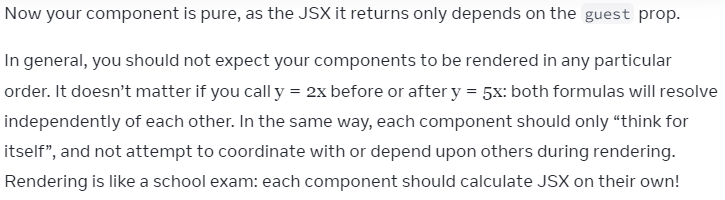 Now your component is pure, as the JSX it returns only depends on the guest prop.
In general, you should not expect your components to be rendered in any particular
order. It doesn’t matter if you call y = 2x before or after y = 5x: both formulas will resolve
independently of each other. In the same way, each component should only “think for
itself”, and not attempt to coordinate with or depend upon others during rendering.
Rendering is like a school exam: each component should calculate JSX on their own!